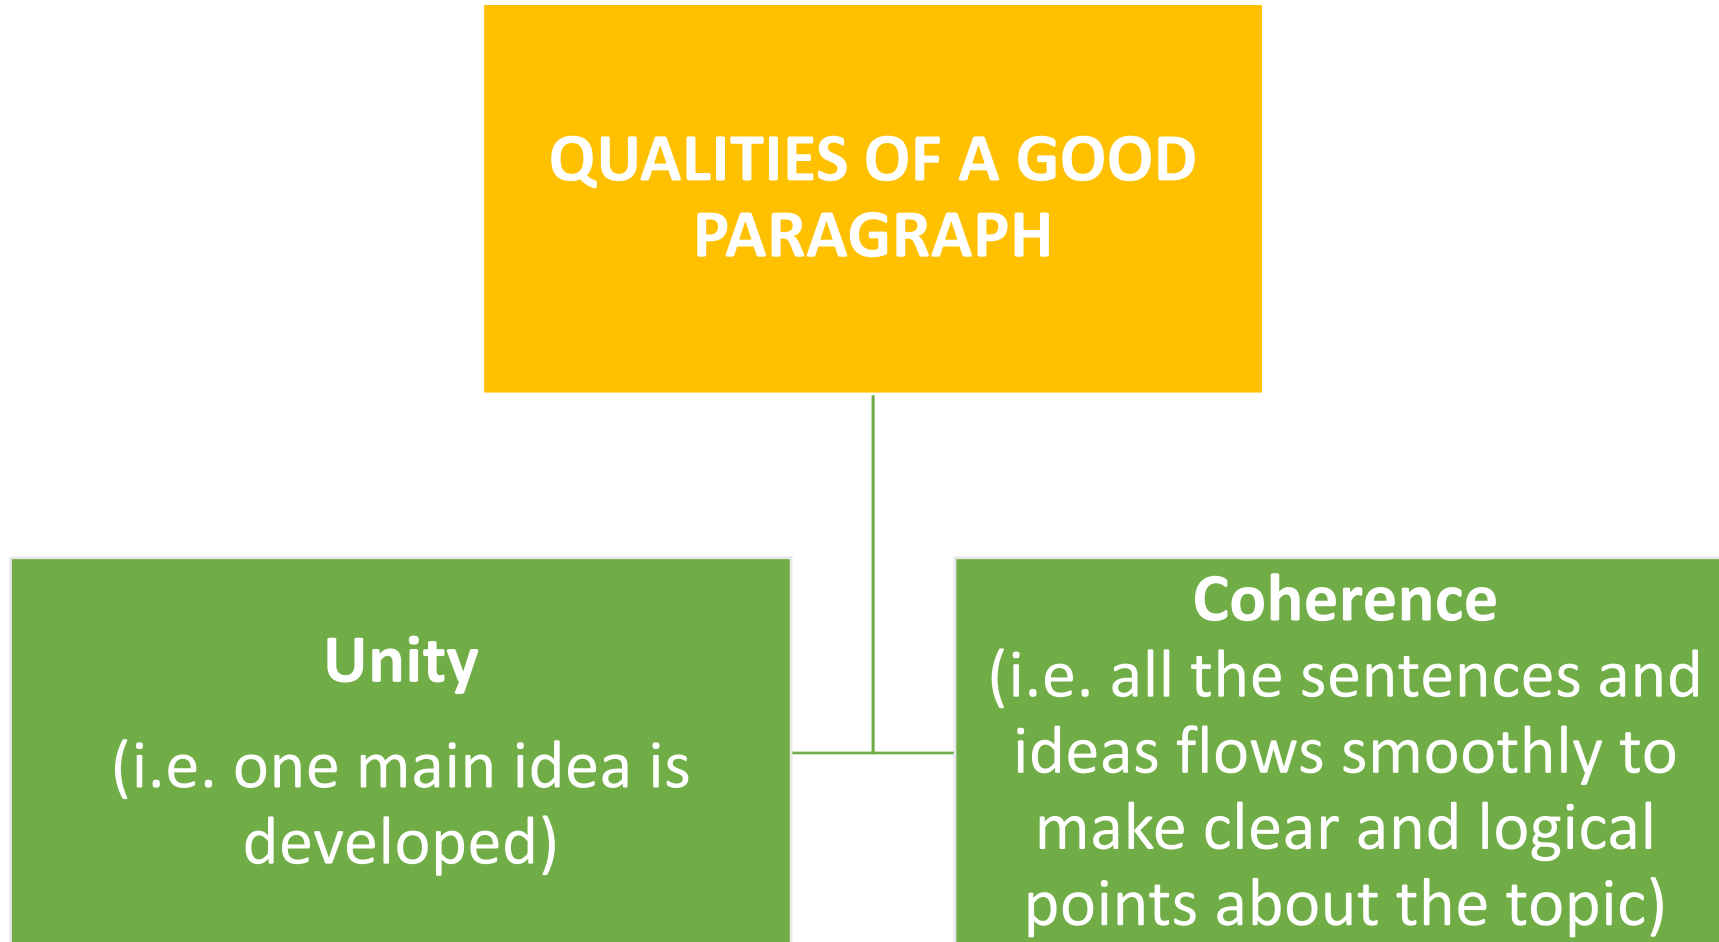 QUALITIES OF A GOOD
PARAGRAPH
Unity
(i.e. one main idea is
developed)
Coherence
(i.e. all the sentences and
ideas flows smoothly to
make clear and logical
points about the topic)